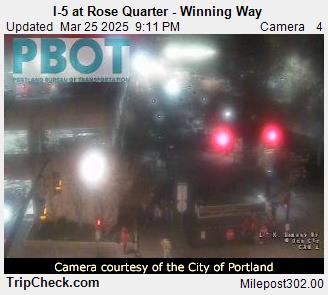 I-5 at Rose Quarter - Winning Way
Updated Mar 25 2025 9:11 PM Camera 4
PBOT
PORTLAND BUREAU OF TRANSPORTATION
Camera courtesy of the City of Portland
TripCheck.com Milepost302.00